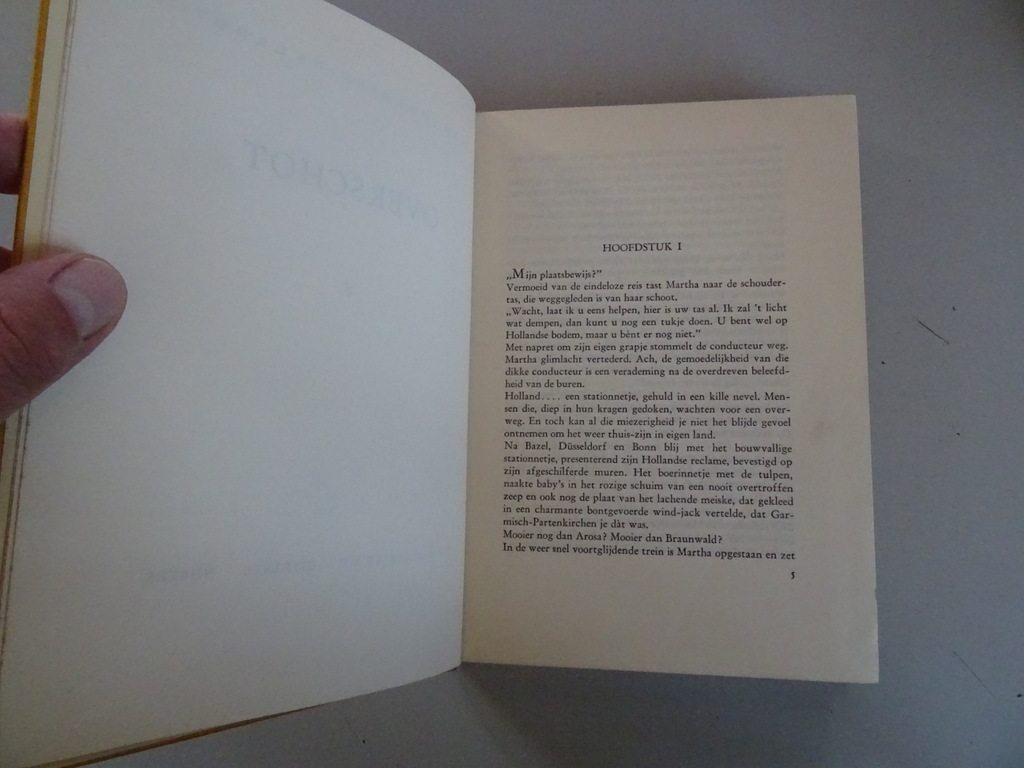 OVERSCHOT
HOOFDSTUK I
„Mijn plaatsbewijs?”
Vermoeid van de eindeloze reis tast Martha naar de schouder-
tas, die weggegleden is van haar schoot.
„Wacht, laat ik u eens helpen, hier is uw tas al. Ik zal 't licht
wat dempen, dan kunt u nog een tukje doen. U bent wel op
Hollandse bodem, maar u bènt er nog niet.”
Met napret om zijn eigen grapje stommelt de conducteur weg.
Martha glimlacht vertederd. Ach, de gemoedelijkheid van die
dikke conducteur is een verademing na de overdreven beleefd-
heid van de buren.
Holland.... een stationnetje, gehuld in een kille nevel. Men-
sen die, diep in hun kragen gedoken, wachten voor een over-
weg. En toch kan al die miezerigheid je niet het blijde gevoel
ontnemen om het weer thuis-zijn in eigen land.
Na Bazel, Düsseldorf en Bonn blij met het bouwvallige
stationnetje, presenterend zijn Hollandse reclame, bevestigd op
zijn afgeschilferde muren. Het boerinnetje met de tulpen,
naakte baby's in het rozige schuim van een nooit overtroffen
zeep en ook nog de plaat van het lachende meiske, dat gekleed
in een charmante bontgevoerde wind-jack vertelde, dat Gar-
misch-Partenkirchen je dàt was.
Mooier nog dan Arosa? Mooier dan Braunwald?
In de weer snel voortglijdende trein is Martha opgestaan en zet
5